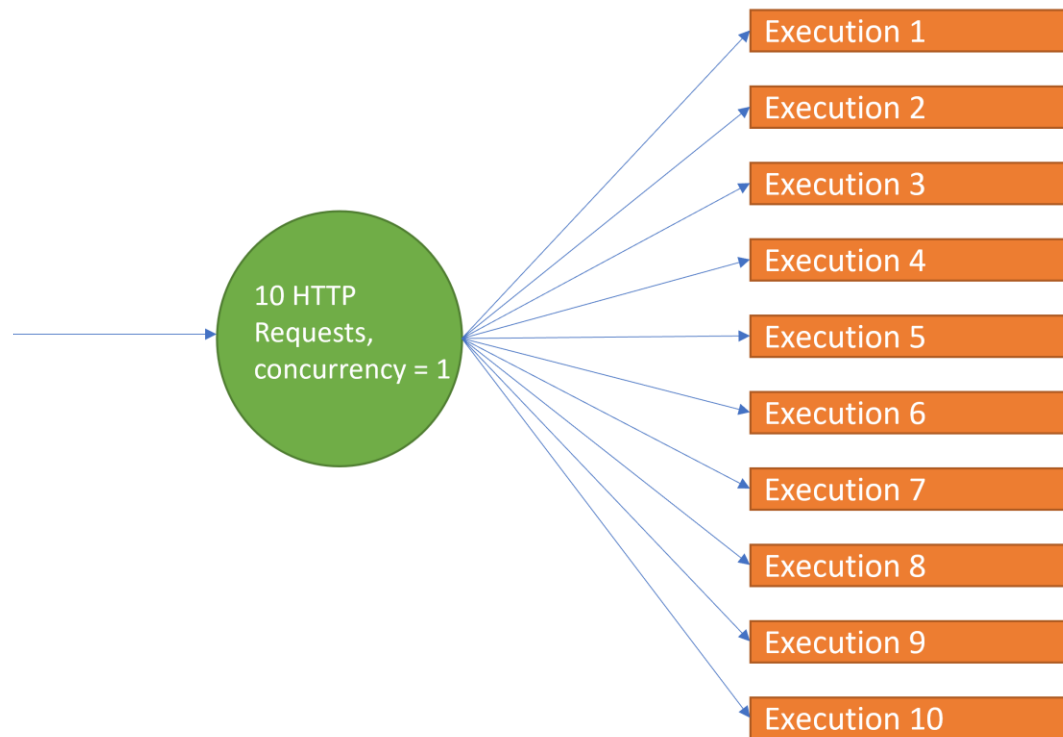 Execution 1
Execution 2
Execution 3
Execution 4
10 HTTP
Requests,
concurrency = 1
Execution 5
Execution 6
Execution 7
Execution 8
Execution 9
Execution 10